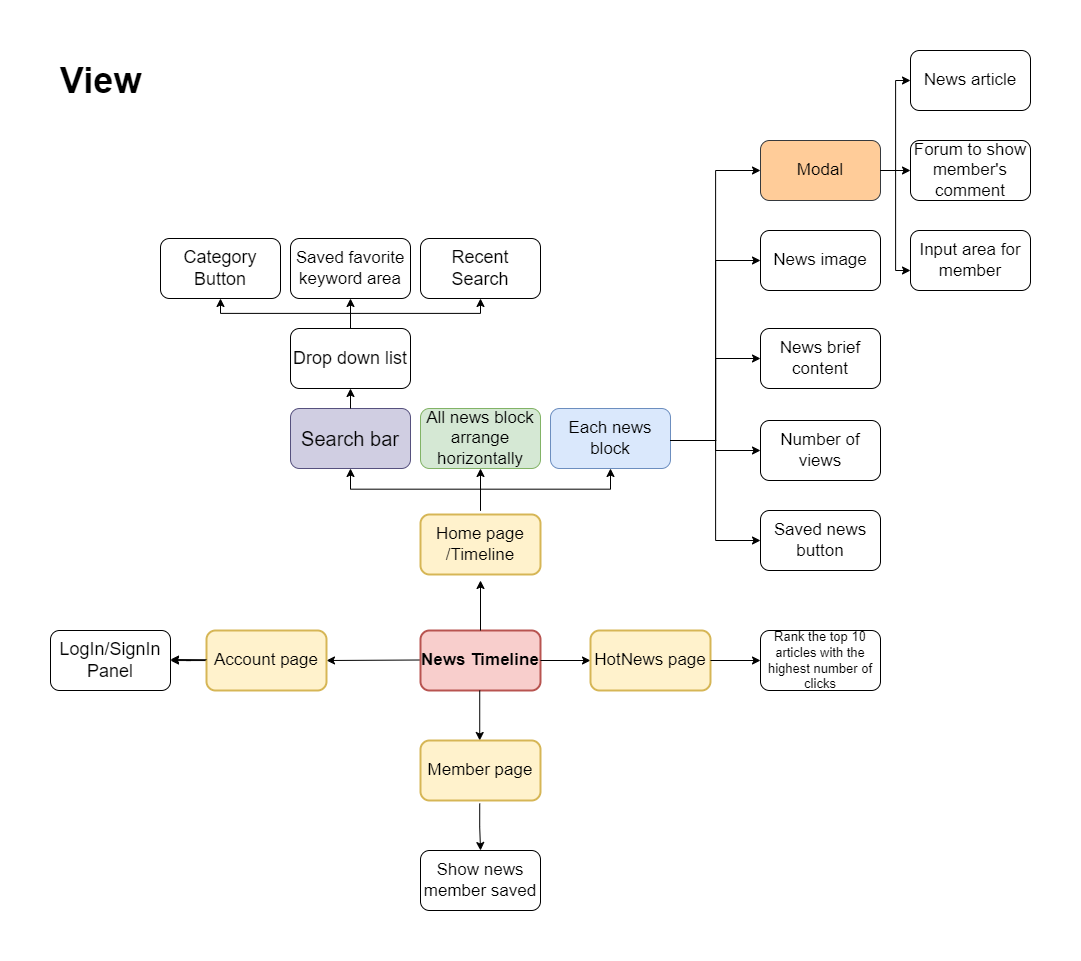 View
News article
Modal
Forum to show
member's
comment
Category
Button
Saved favorite
keyword area
Recent
Search
News image
Input area for
member
Drop down list
News brief
content
Search bar
All news block
arrange
horizontally
Each news
block
Number of
views
Home page
/Timeline
Saved news
button
LogIn/SignIn
Panel
Account page
News Timeline
HotNews page
Rank the top 10
articles with the
highest number of
clicks
Member page
Show news
member saved